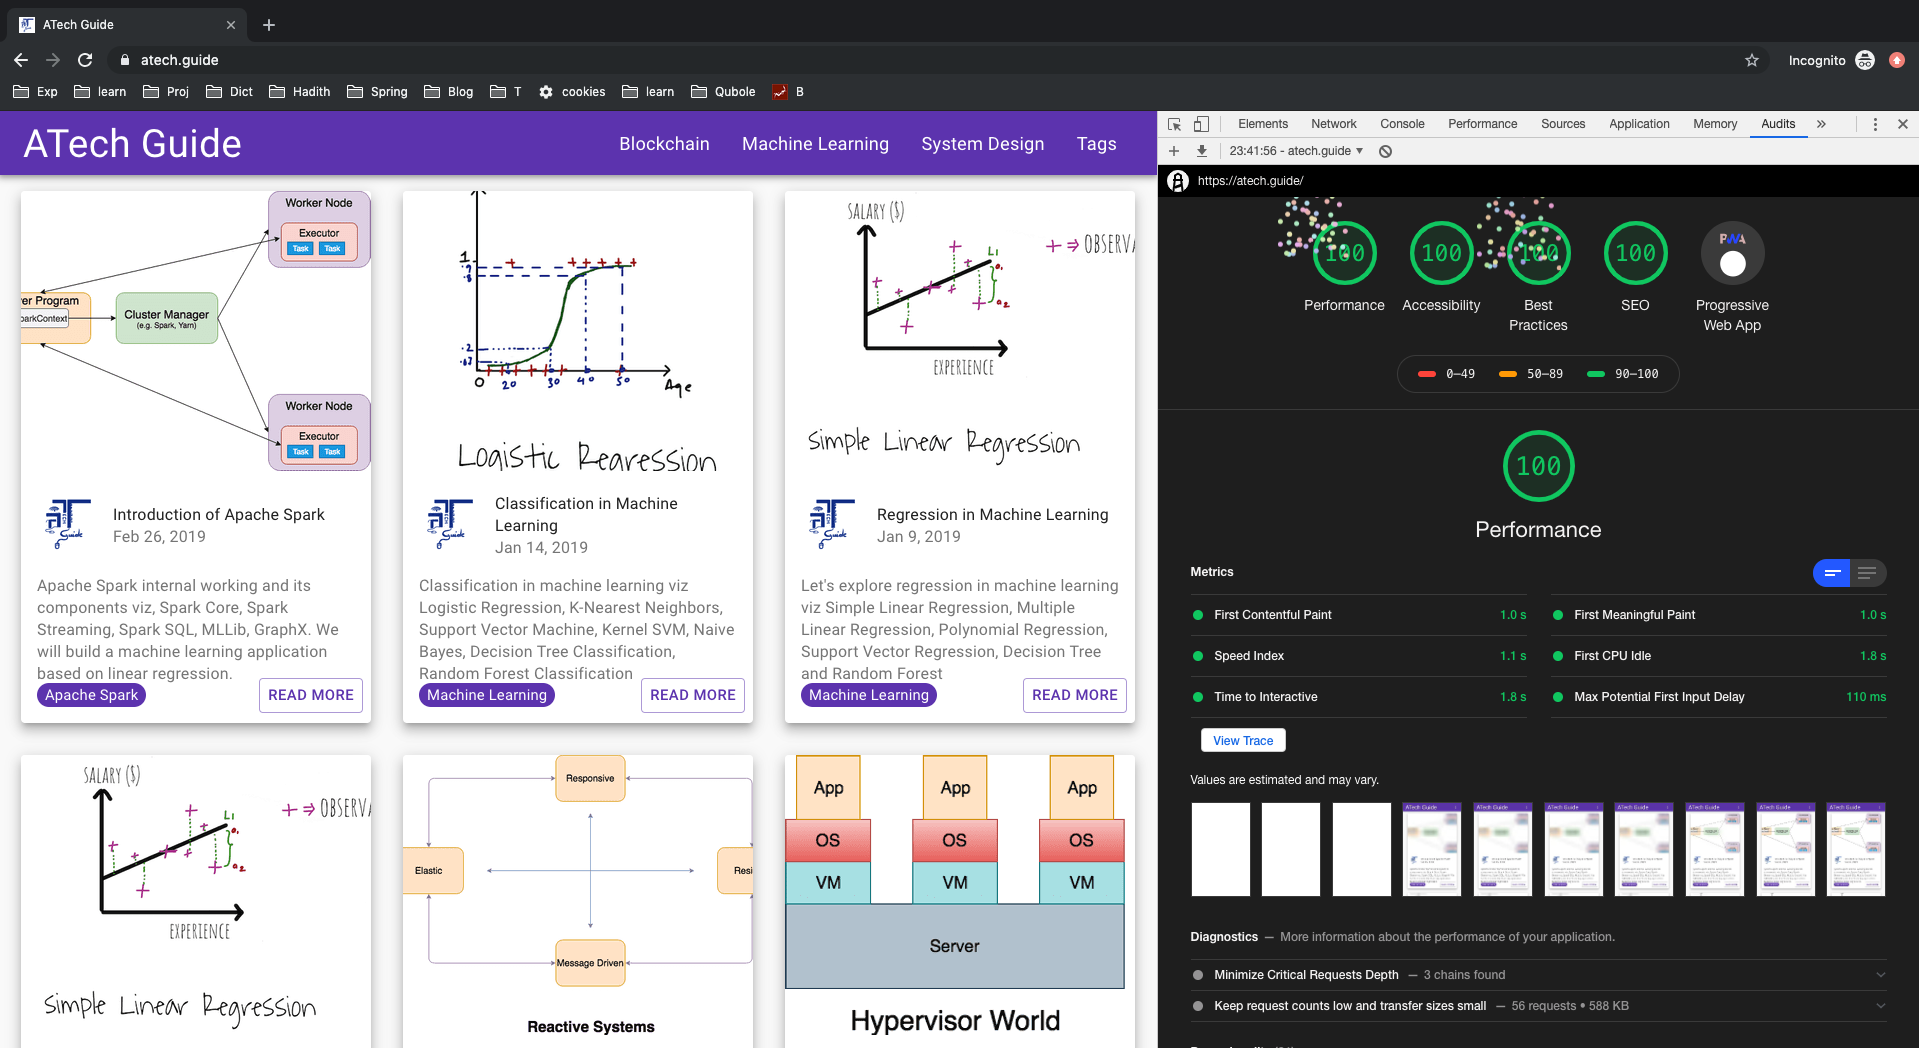 ATech Guide
atech.guide
Incognito
Exp
learn
Proj
Dict
Hadith
Spring
Blog
T
cookies
learn
Qubole
B
ATech Guide
Blockchain
Machine Learning
System Design
Tags
Worker Node
Executor
Task Task
er Program
arkContext
Cluster Manager
(e.g. Spark, Yarn)
Worker Node
Executor
Task Task
Introduction of Apache Spark
Feb 26, 2019
Apache Spark internal working and its
components viz, Spark Core, Spark
Streaming, Spark SQL, MLLib, GraphX. We
will build a machine learning application
based on linear regression.
Apache Spark
READ MORE
1
.2
0 20 30 40 50
Age
Logistic Regression
Classification in Machine
Learning
Jan 14, 2019
Classification in machine learning viz
Logistic Regression, K-Nearest Neighbors,
Support Vector Machine, Kernel SVM, Naive
Bayes, Decision Tree Classification,
Random Forest Classification
Machine Learning
READ MORE
SALARY ($)
+ ⇒ OBSERVA
L1
EXPERIENCE
Simple Linear Regression
Regression in Machine Learning
Jan 9, 2019
Let's explore regression in machine learning
viz Simple Linear Regression, Multiple
Linear Regression, Polynomial Regression,
Support Vector Regression, Decision Tree
and Random Forest
Machine Learning
READ MORE
SALARY ($)
+ ⇒ OBSERVA
L1
EXPERIENCE
Simple Linear Regression
Responsive
Elastic
Resi
Message Driven
Reactive Systems
App App App
OS OS OS
VM VM VM
Server
Hypervisor World
Elements
Network
Console
Performance
Sources
Application
Memory
Audits
23:41:56 - atech.guide
https://atech.guide/
100
Performance
100
Accessibility
100
Best
Practices
100
SEO
PWA
Progressive
Web App
0–49
50–89
90–100
100
Performance
Metrics
First Contentful Paint 1.0 s
First Meaningful Paint 1.0 s
Speed Index 1.1 s
First CPU Idle 1.8 s
Time to Interactive 1.8 s
Max Potential First Input Delay 110 ms
View Trace
Values are estimated and may vary.
Diagnostics — More information about the performance of your application.
Minimize Critical Requests Depth — 3 chains found
Keep request counts low and transfer sizes small — 56 requests • 588 KB